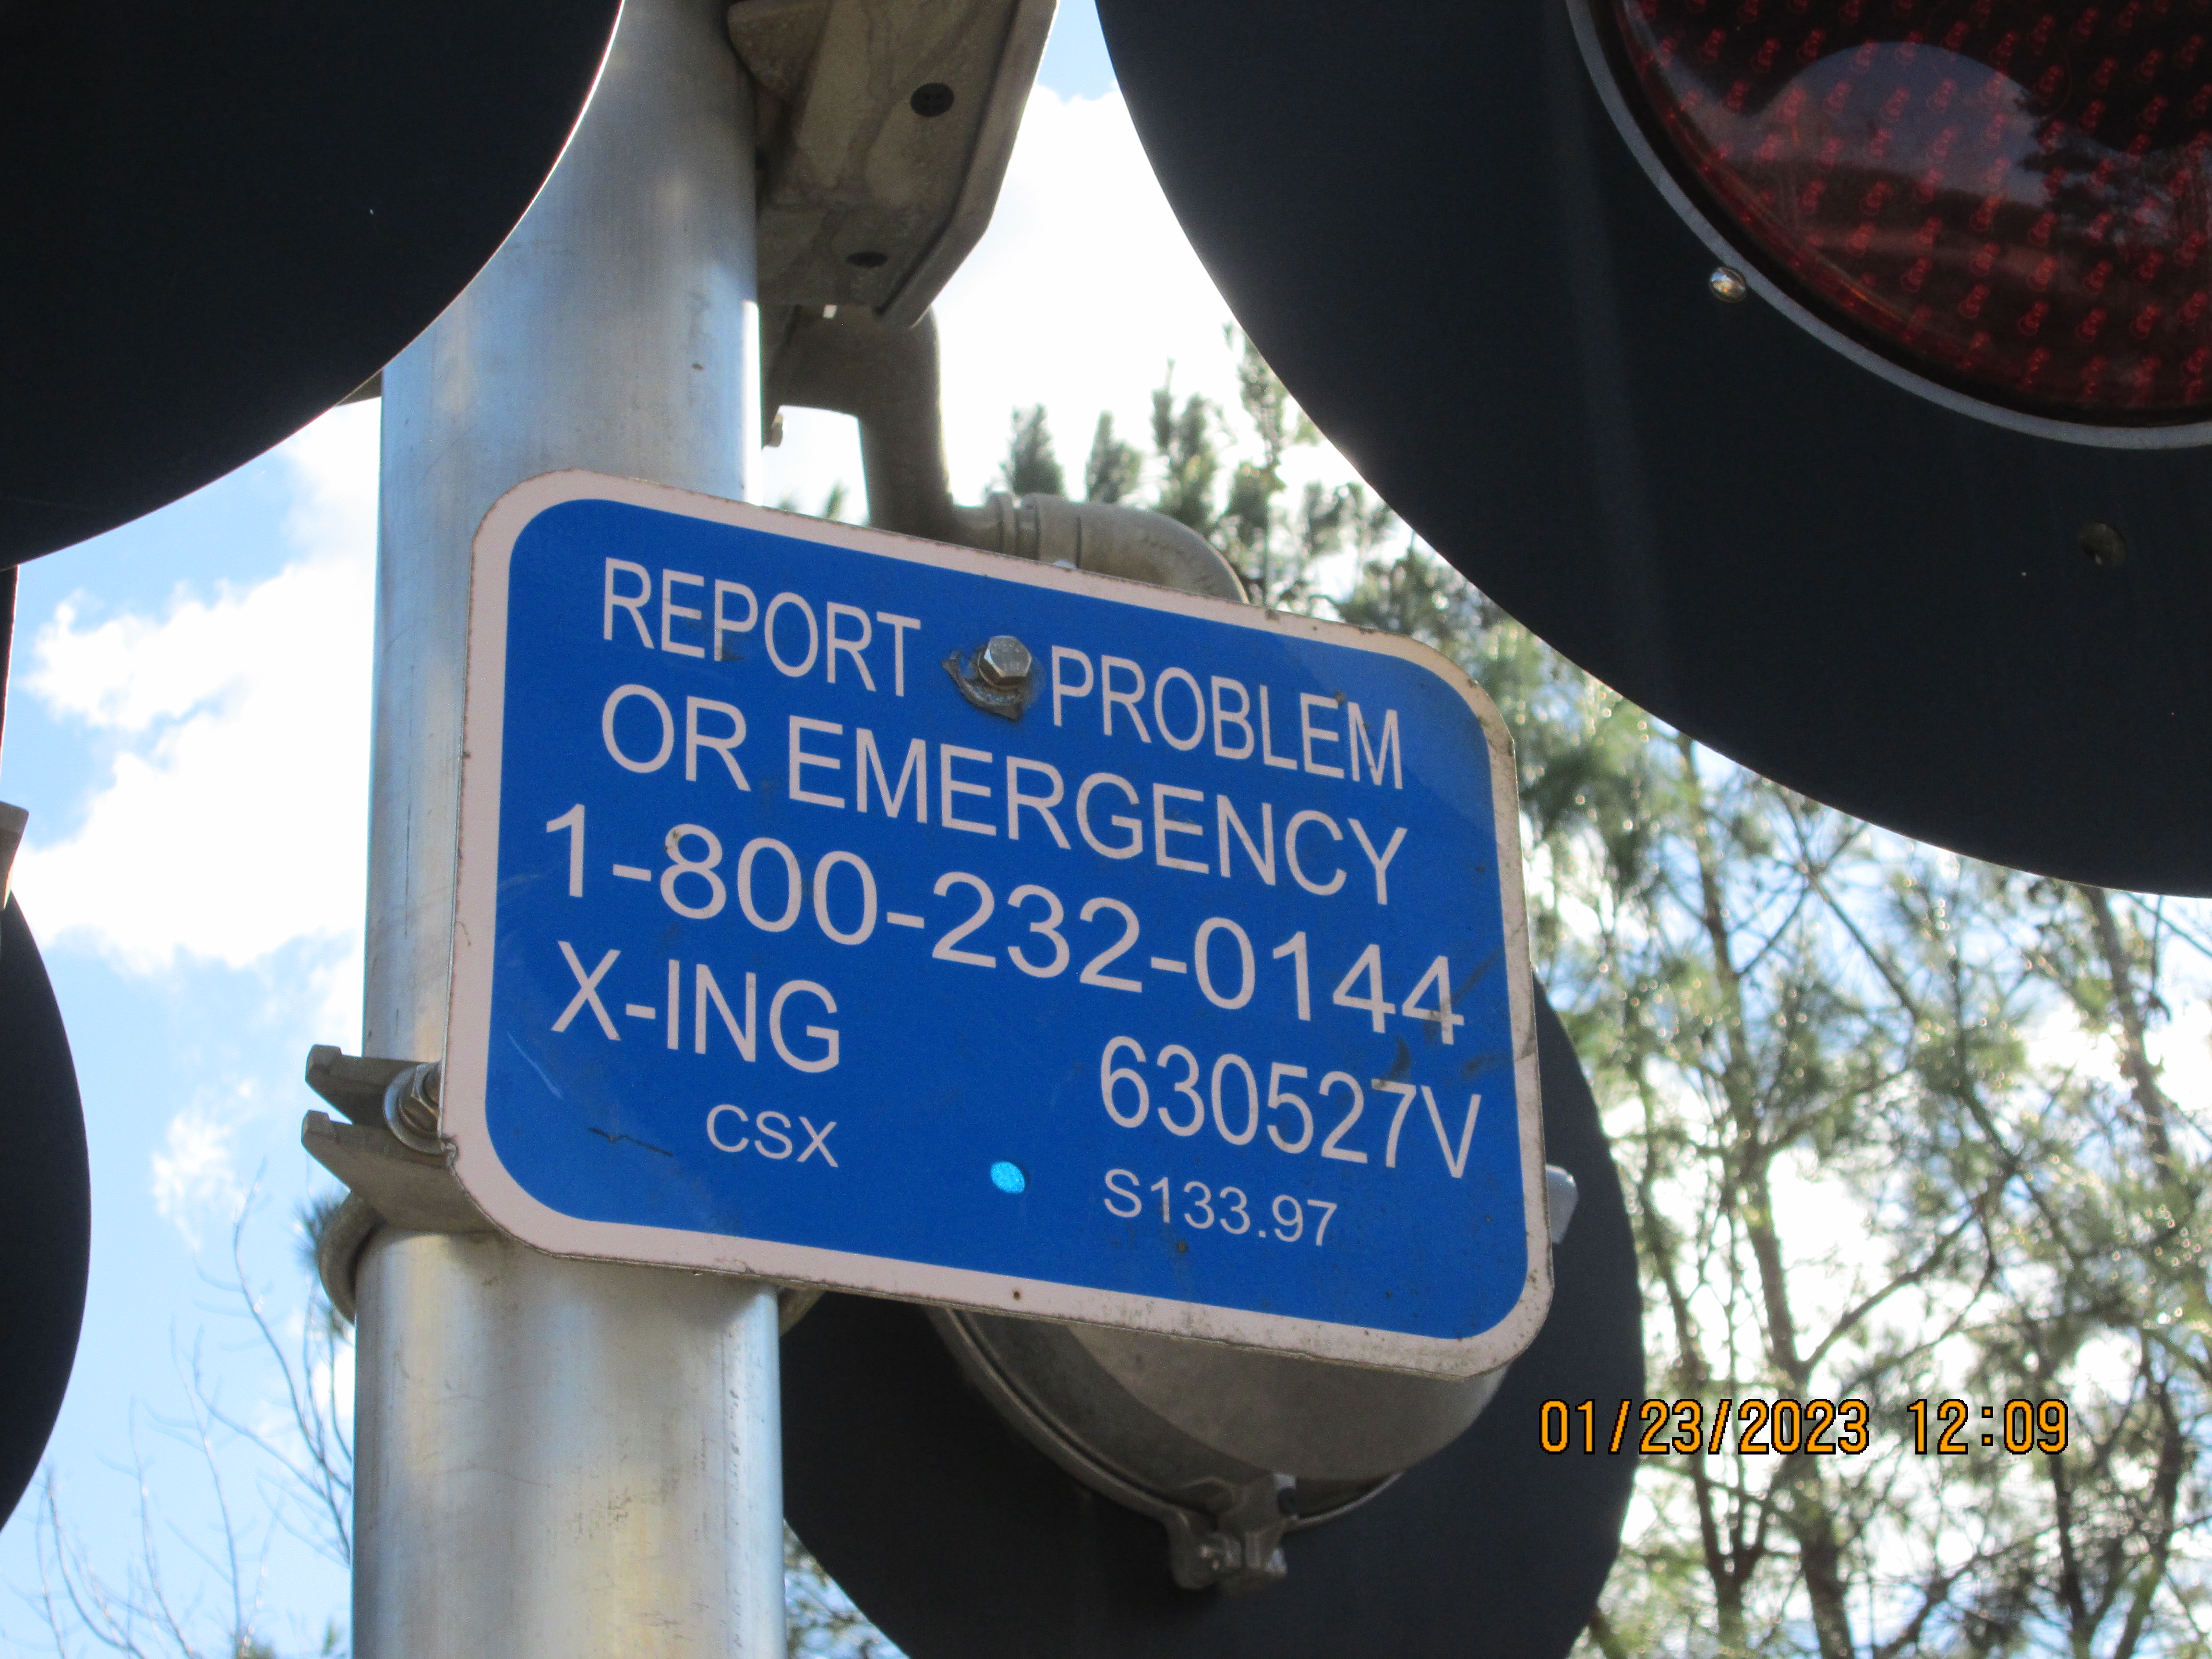 REPORT PROBLEM
OR EMERGENCY
1-800-232-0144
X-ING 630527V
CSX S133.97
01/23/2023 12:09